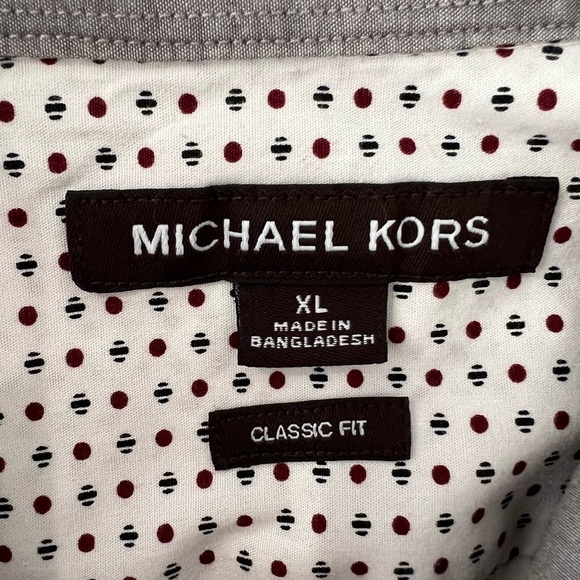 MICHAEL KORS
XL
MADE IN
BANGLADESH
CLASSIC FIT